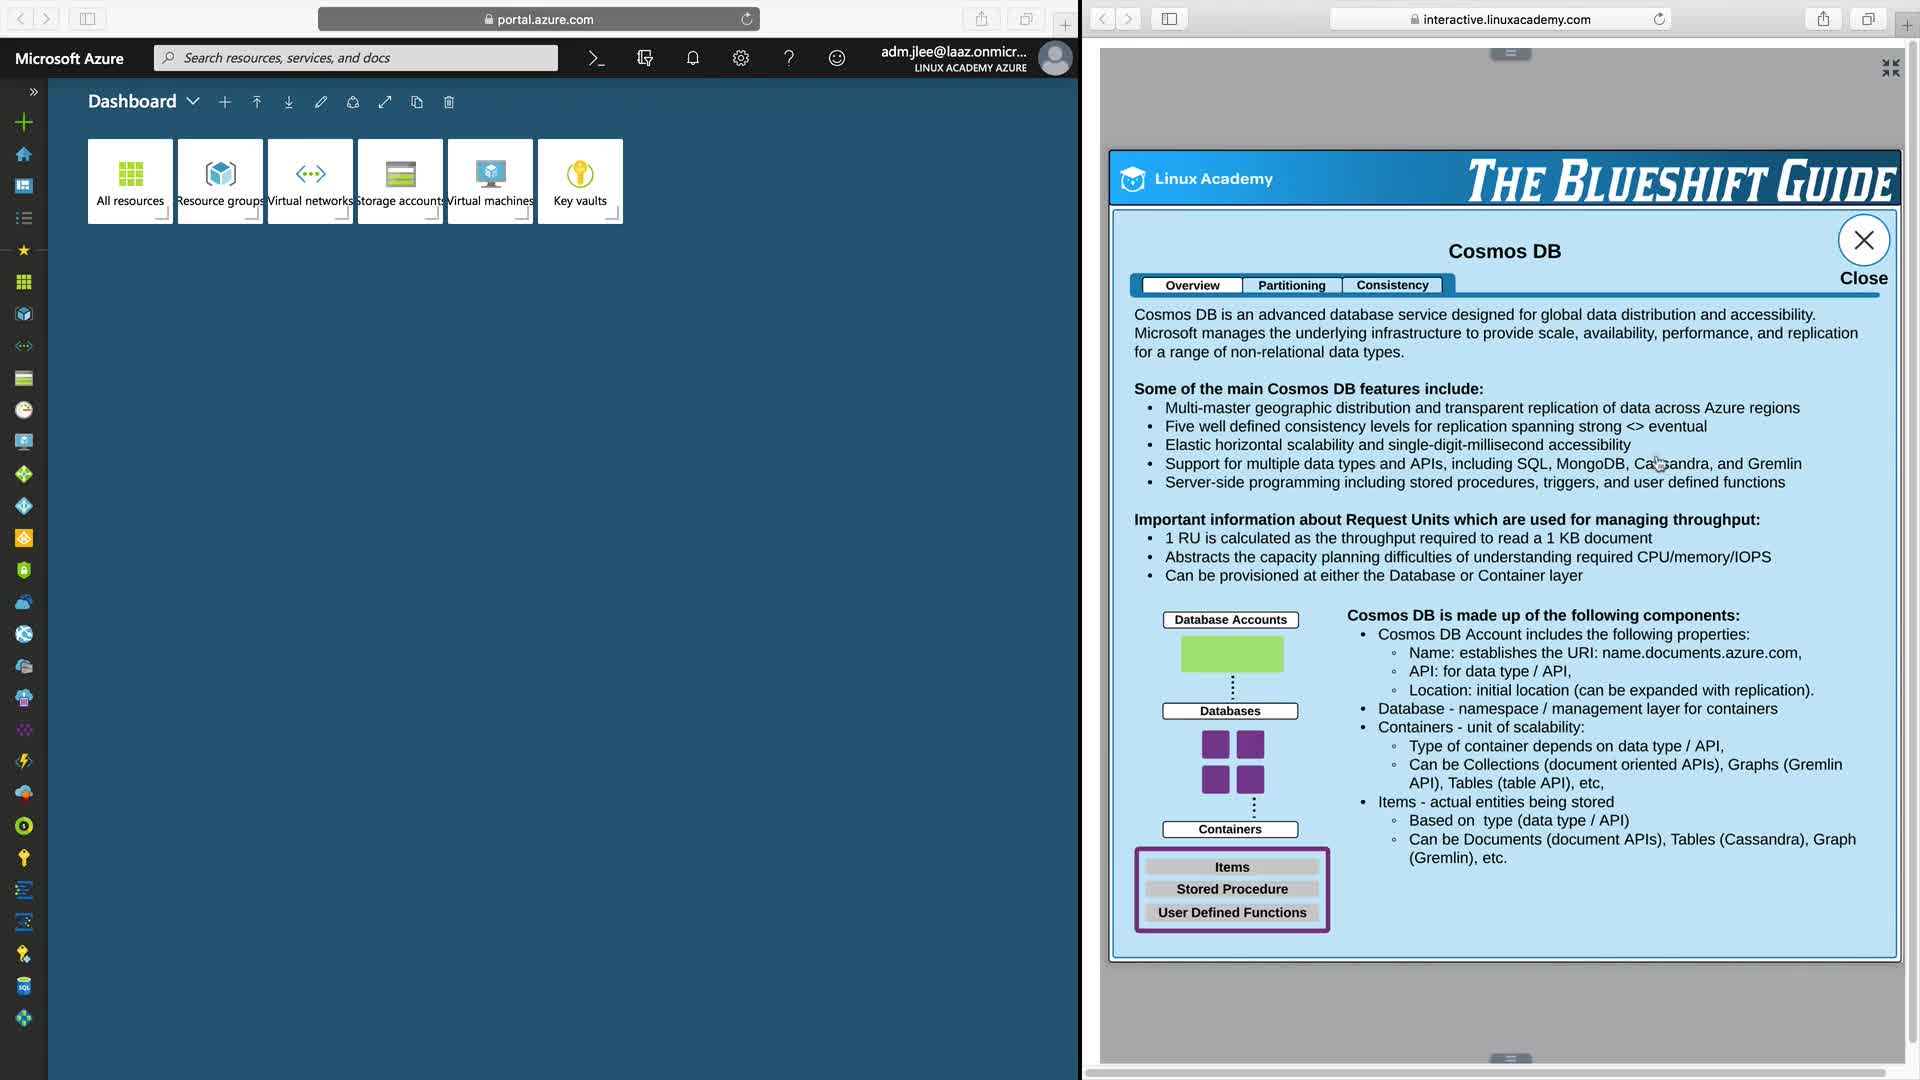 portal.azure.com
Microsoft Azure
Search resources, services, and docs
adm.jlee@laaz.onmicr...
LINUX ACADEMY AZURE
Dashboard
All resources
Resource groups
Virtual networks
Storage accounts
Virtual machines
Key vaults
SQL
interactive.linuxacademy.com
Linux Academy
THE BLUESHIFT GUIDE
Cosmos DB
Close
Overview
Partitioning
Consistency
Cosmos DB is an advanced database service designed for global data distribution and accessibility.
Microsoft manages the underlying infrastructure to provide scale, availability, performance, and replication
for a range of non-relational data types.
Some of the main Cosmos DB features include:
• Multi-master geographic distribution and transparent replication of data across Azure regions
• Five well defined consistency levels for replication spanning strong <> eventual
• Elastic horizontal scalability and single-digit-millisecond accessibility
• Support for multiple data types and APIs, including SQL, MongoDB, Cassandra, and Gremlin
• Server-side programming including stored procedures, triggers, and user defined functions
Important information about Request Units which are used for managing throughput:
• 1 RU is calculated as the throughput required to read a 1 KB document
• Abstracts the capacity planning difficulties of understanding required CPU/memory/IOPS
• Can be provisioned at either the Database or Container layer
Database Accounts
Databases
Containers
Items
Stored Procedure
User Defined Functions
Cosmos DB is made up of the following components:
• Cosmos DB Account includes the following properties:
◦ Name: establishes the URI: name.documents.azure.com,
◦ API: for data type / API,
◦ Location: initial location (can be expanded with replication).
• Database - namespace / management layer for containers
• Containers - unit of scalability:
◦ Type of container depends on data type / API,
◦ Can be Collections (document oriented APIs), Graphs (Gremlin
API), Tables (table API), etc,
• Items - actual entities being stored
◦ Based on type (data type / API)
◦ Can be Documents (document APIs), Tables (Cassandra), Graph
(Gremlin), etc.